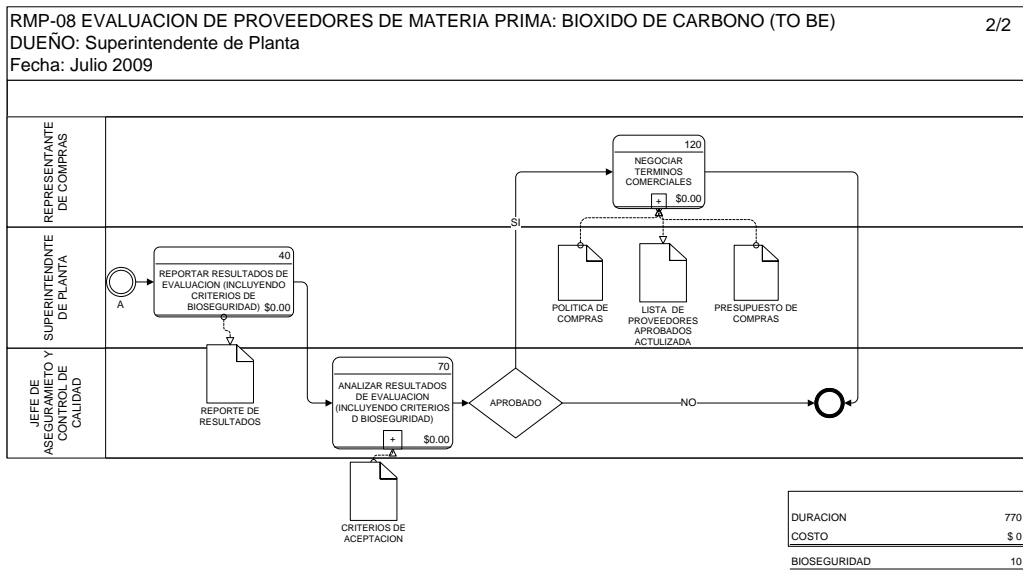 RMP-08 EVALUACION DE PROVEEDORES DE MATERIA PRIMA: BIOXIDO DE CARBONO (TO BE)
2/2
DUEÑO: Superintendente de Planta
Fecha: Julio 2009
REPRESENTANTE
DE COMPRAS
120
NEGOCIAR
TERMINOS
COMERCIALES
+
$0.00
SI
SUPERINTENDNTE
DE PLANTA
A
40
REPORTAR RESULTADOS DE
EVALUACION (INCLUYENDO
CRITERIOS DE
BIOSEGURIDAD) $0.00
POLITICA DE
COMPRAS
LISTA DE
PROVEEDORES
APROBADOS
ACTULIZADA
PRESUPUESTO DE
COMPRAS
JEFE DE
ASEGURAMIETO Y
CONTROL DE
CALIDAD
REPORTE DE
RESULTADOS
70
ANALIZAR RESULTADOS
DE EVALUACION
(INCLUYENDO CRITERIOS
D BIOSEGURIDAD)
+
$0.00
APROBADO
NO
CRITERIOS DE
ACEPTACION
DURACION 770
COSTO $ 0
BIOSEGURIDAD 10